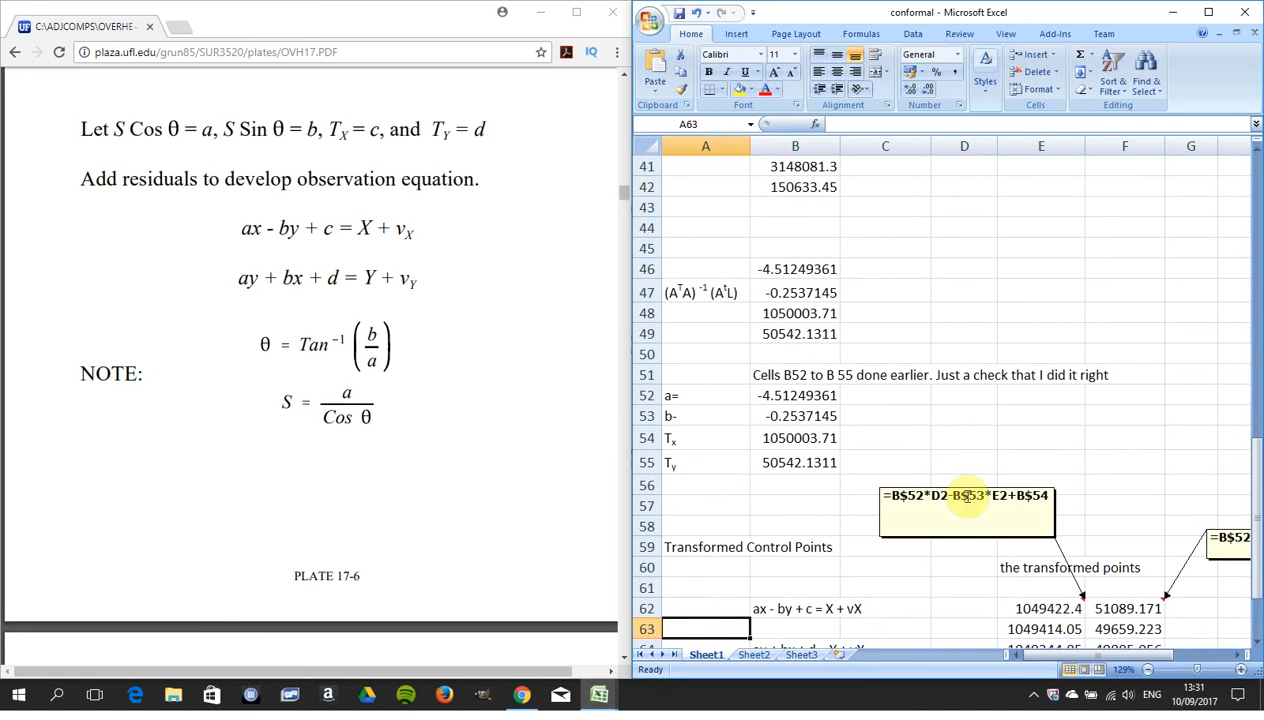 C:\ADJCOMPS\OVERHE-
plaza.ufl.edu/grun85/SUR3520/plates/OVH17.PDF
Let S Cos θ = a, S Sin θ = b, TX = c, and TY = d
Add residuals to develop observation equation.
ax - by + c = X + vX
ay + bx + d = Y + vY
θ = Tan −1 (b/a)
NOTE:
S = a / Cos θ
PLATE 17-6
conformal - Microsoft Excel
Home Insert Page Layout Formulas Data Review View Add-Ins Team
Calibri 11 General Insert Delete Format
Paste Styles Sort & Filter Find & Select
Clipboard Font Alignment Number Cells Editing
A63 fx
A B C D E F G
41 3148081.3
42 150633.45
43
44
45
46 -4.51249361
47 (ATA) -1 (AtL) -0.2537145
48 1050003.71
49 50542.1311
50
51 Cells B52 to B 55 done earlier. Just a check that I did it right
52 a= -4.51249361
53 b- -0.2537145
54 Tx 1050003.71
55 Ty 50542.1311
56 =B$52*D2-B$53*E2+B$54
57
58 =B$52
59 Transformed Control Points
60 the transformed points
61
62 ax - by + c = X + vX 1049422.4 51089.171
63 1049414.05 49659.223
Sheet1 Sheet2 Sheet3
Ready 129%
ENG 13:31
10/09/2017